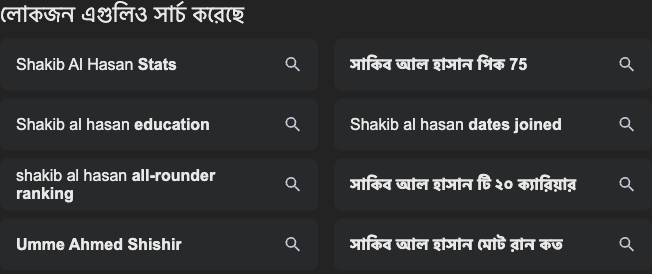 লোকজন এগুলিও সার্চ করেছে
Shakib Al Hasan Stats
সাকিব আল হাসান পিক 75
Shakib al hasan education
Shakib al hasan dates joined
shakib al hasan all-rounder
ranking
সাকিব আল হাসান টি ২০ ক্যারিয়ার
Umme Ahmed Shishir
সাকিব আল হাসান মোট রান কত